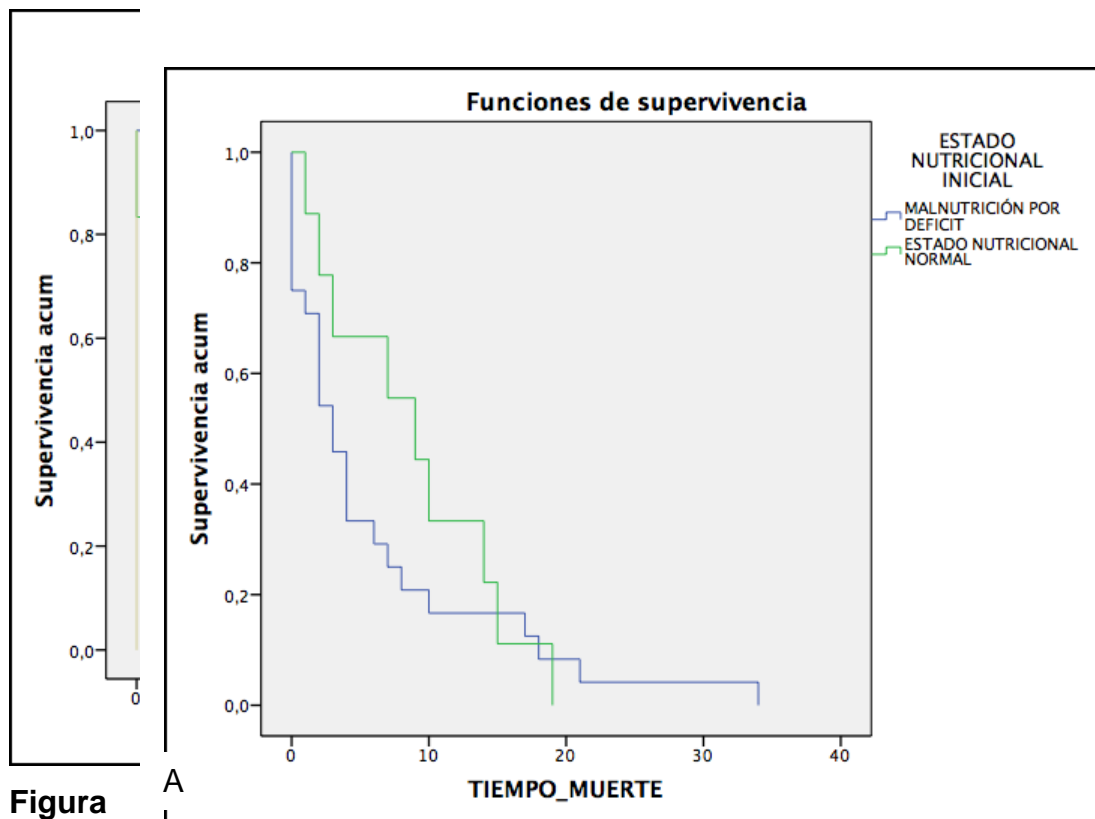 Funciones de supervivencia
1,0
0,8
0,6
0,4
0,2
0,0
Supervivencia acum
0
1,0
0,8
0,6
0,4
0,2
0,0
Supervivencia acum
0 10 20 30 40
TIEMPO_MUERTE
ESTADO
NUTRICIONAL
INICIAL
MALNUTRICIÓN POR
DEFICIT
ESTADO NUTRICIONAL
NORMAL
A
Figura